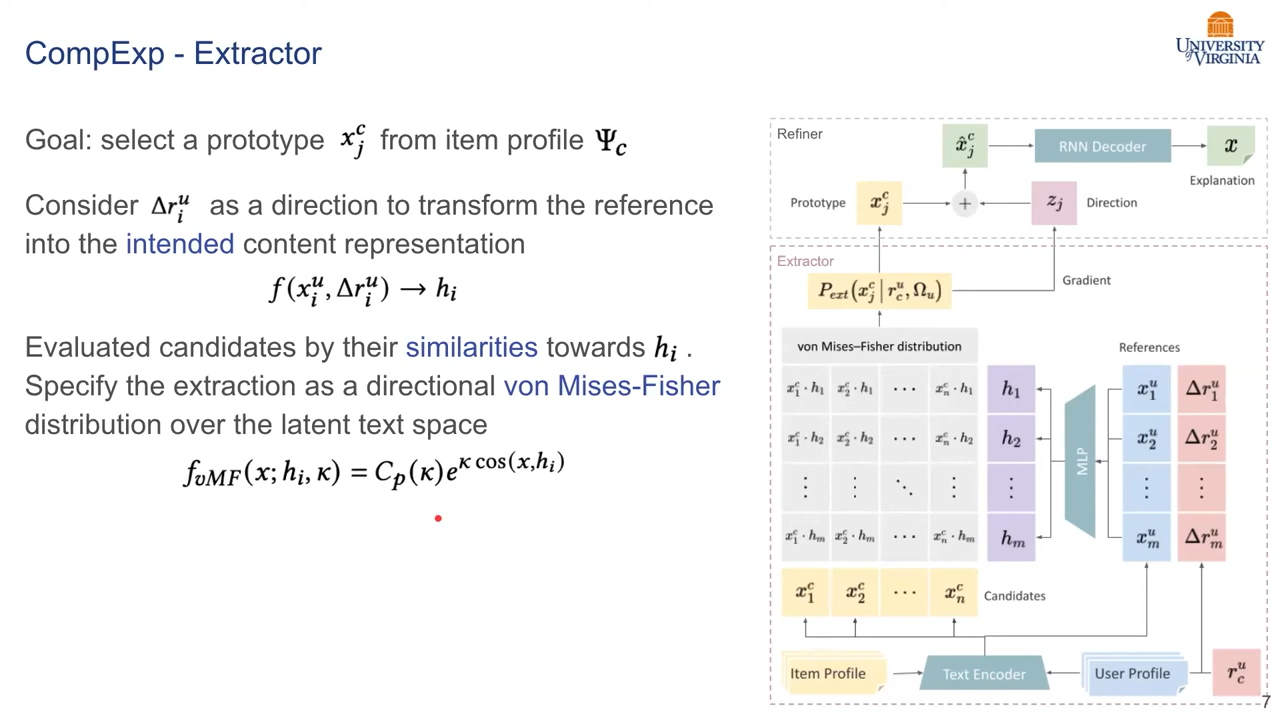 CompExp - Extractor
UNIVERSITY
of VIRGINIA
Goal: select a prototype x_j^c from item profile Ψ_c
Consider Δr_i^u as a direction to transform the reference
into the intended content representation
f(x_i^u, Δr_i^u) → h_i
Evaluated candidates by their similarities towards h_i .
Specify the extraction as a directional von Mises-Fisher
distribution over the latent text space
f_{vMF}(x; h_i, κ) = C_p(κ)e^{κ cos(x,h_i)}
Refiner
x̂_j^c
RNN Decoder
x
Explanation
Prototype
x_j^c
+
z_j
Direction
Extractor
P_{ext}(x_j^c | r_c^u, Ω_u)
Gradient
von Mises–Fisher distribution
References
x_1^c · h_1 x_2^c · h_1 ⋯ x_n^c · h_1 h_1 x_1^u Δr_1^u
x_1^c · h_2 x_2^c · h_2 ⋯ x_n^c · h_2 h_2 x_2^u Δr_2^u
MLP
⋮ ⋮ ⋱ ⋮ ⋮ ⋮ ⋮
x_1^c · h_m x_2^c · h_m ⋯ x_n^c · h_m h_m x_m^u Δr_m^u
x_1^c x_2^c ⋯ x_n^c Candidates
Item Profile
Text Encoder
User Profile
r_c^u
7